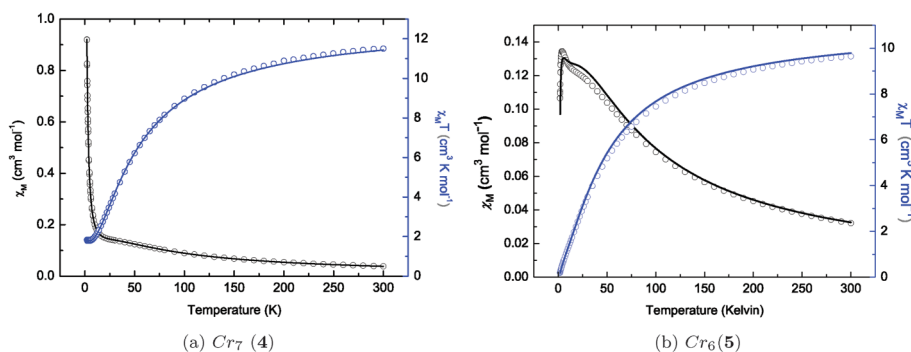 1.0
0.8
0.6
0.4
0.2
0.0
χM (cm³ mol⁻¹)
12
10
8
6
4
2
0
χMT (cm³ K mol⁻¹)
0 50 100 150 200 250 300
Temperature (K)
(a) Cr7 (4)
0.14
0.12
0.10
0.08
0.06
0.04
0.02
0.00
χM (cm³ mol⁻¹)
10
8
6
4
2
0
χMT (cm³ K mol⁻¹)
0 50 100 150 200 250 300
Temperature (Kelvin)
(b) Cr6(5)